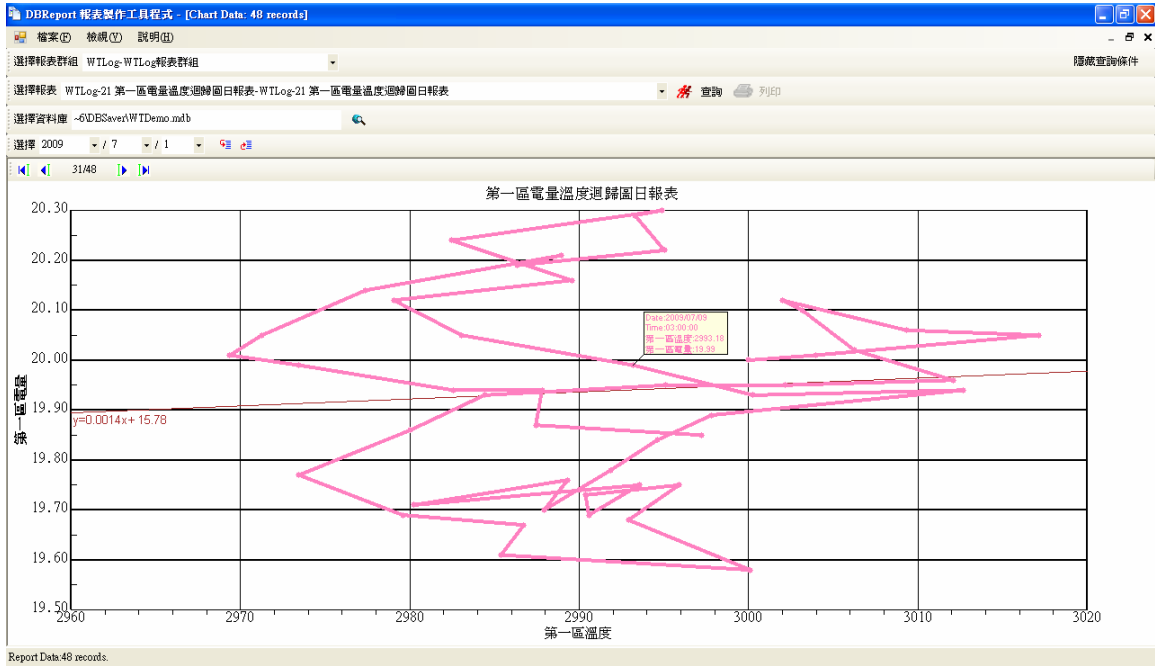 DBReport 報表製作工具程式 - [Chart Data: 48 records]
檔案(F) 檢視(V) 說明(H)
選擇報表群組 WTLog-WTLog報表群組 隱藏查詢條件
選擇報表 WTLog-21 第一區電量溫度迴歸圖日報表-WTLog-21 第一區電量溫度迴歸圖日報表 查詢 列印
選擇資料庫 ~6\DBSaver\WTDemo.mdb
選擇 2009 / 7 / 1
31/48
第一區電量溫度迴歸圖日報表
20.30
20.20
20.10
20.00
19.90
19.80
19.70
19.60
19.50
第一區電量
Date:2009/07/09
Time:03:00:00
第一區溫度:2993.18
第一區電量:19.99
y=0.0014x+ 15.78
2960 2970 2980 2990 3000 3010 3020
第一區溫度
Report Data:48 records.